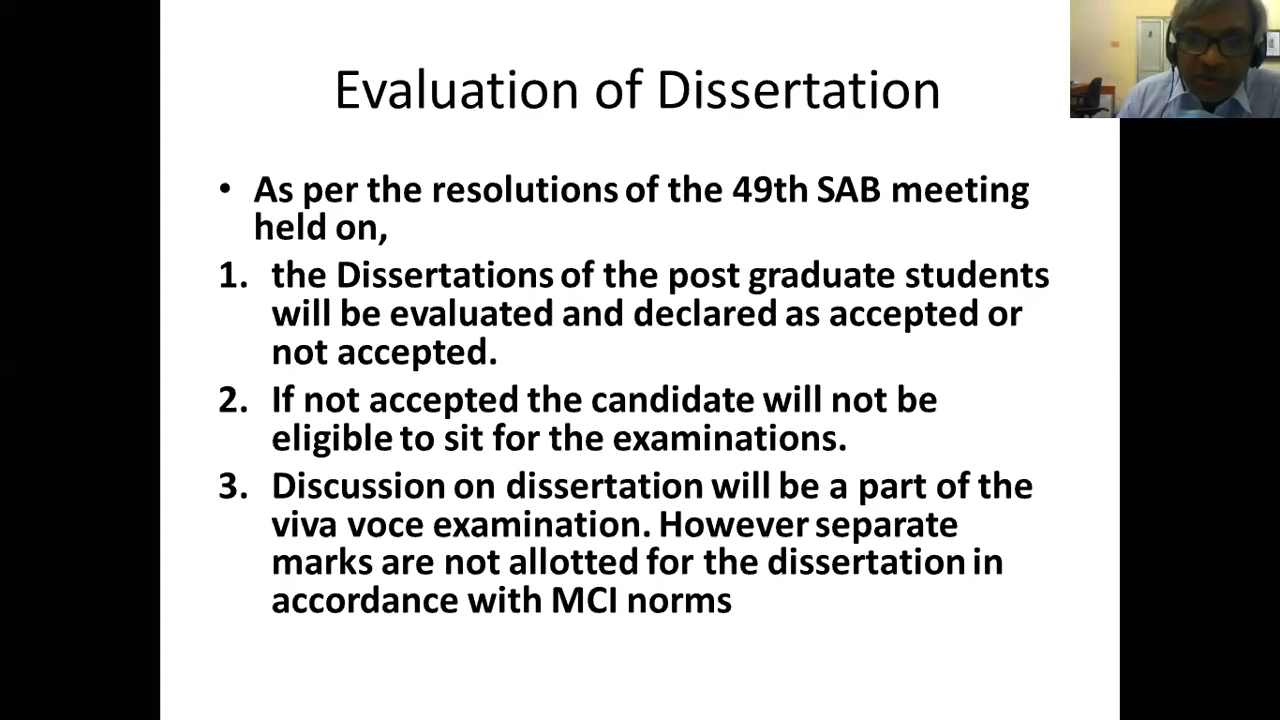 Evaluation of Dissertation
• As per the resolutions of the 49th SAB meeting
held on,
1. the Dissertations of the post graduate students
will be evaluated and declared as accepted or
not accepted.
2. If not accepted the candidate will not be
eligible to sit for the examinations.
3. Discussion on dissertation will be a part of the
viva voce examination. However separate
marks are not allotted for the dissertation in
accordance with MCI norms